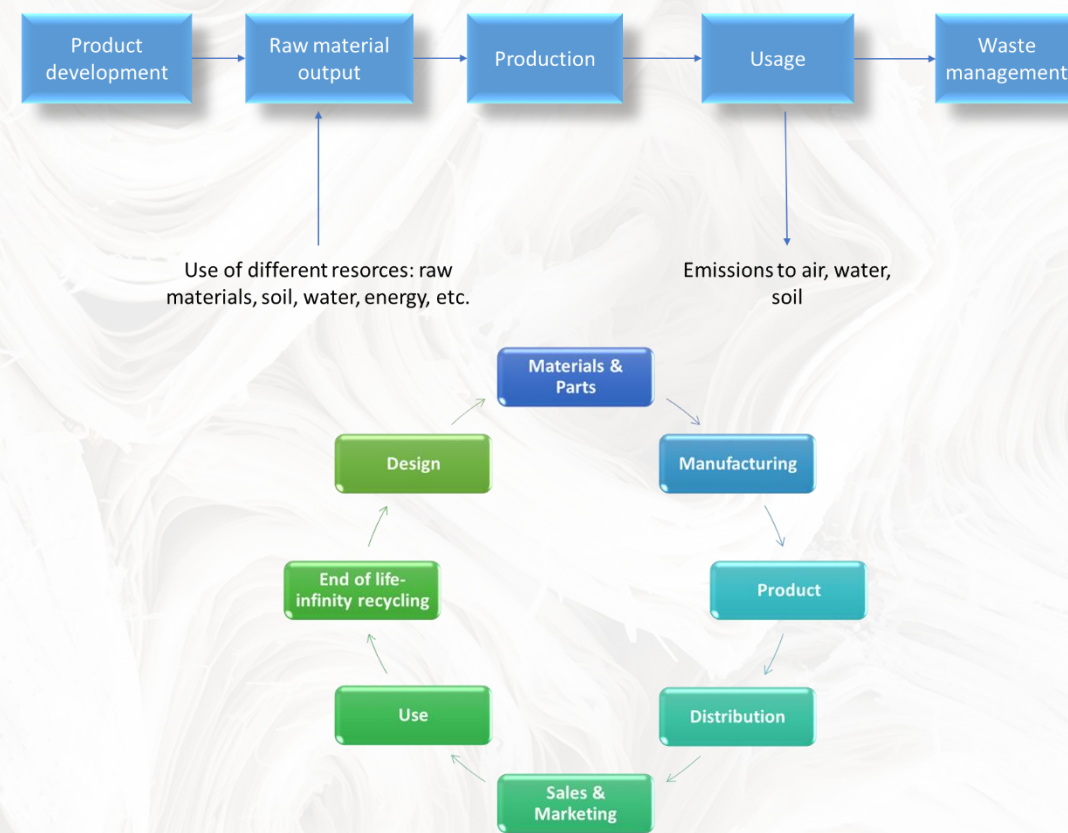 Product
development
Raw material
output
Production
Usage
Waste
management
Use of different resorces: raw
materials, soil, water, energy, etc.
Emissions to air, water,
soil
Materials &
Parts
Manufacturing
Product
Distribution
Sales &
Marketing
Use
End of life-
infinity recycling
Design